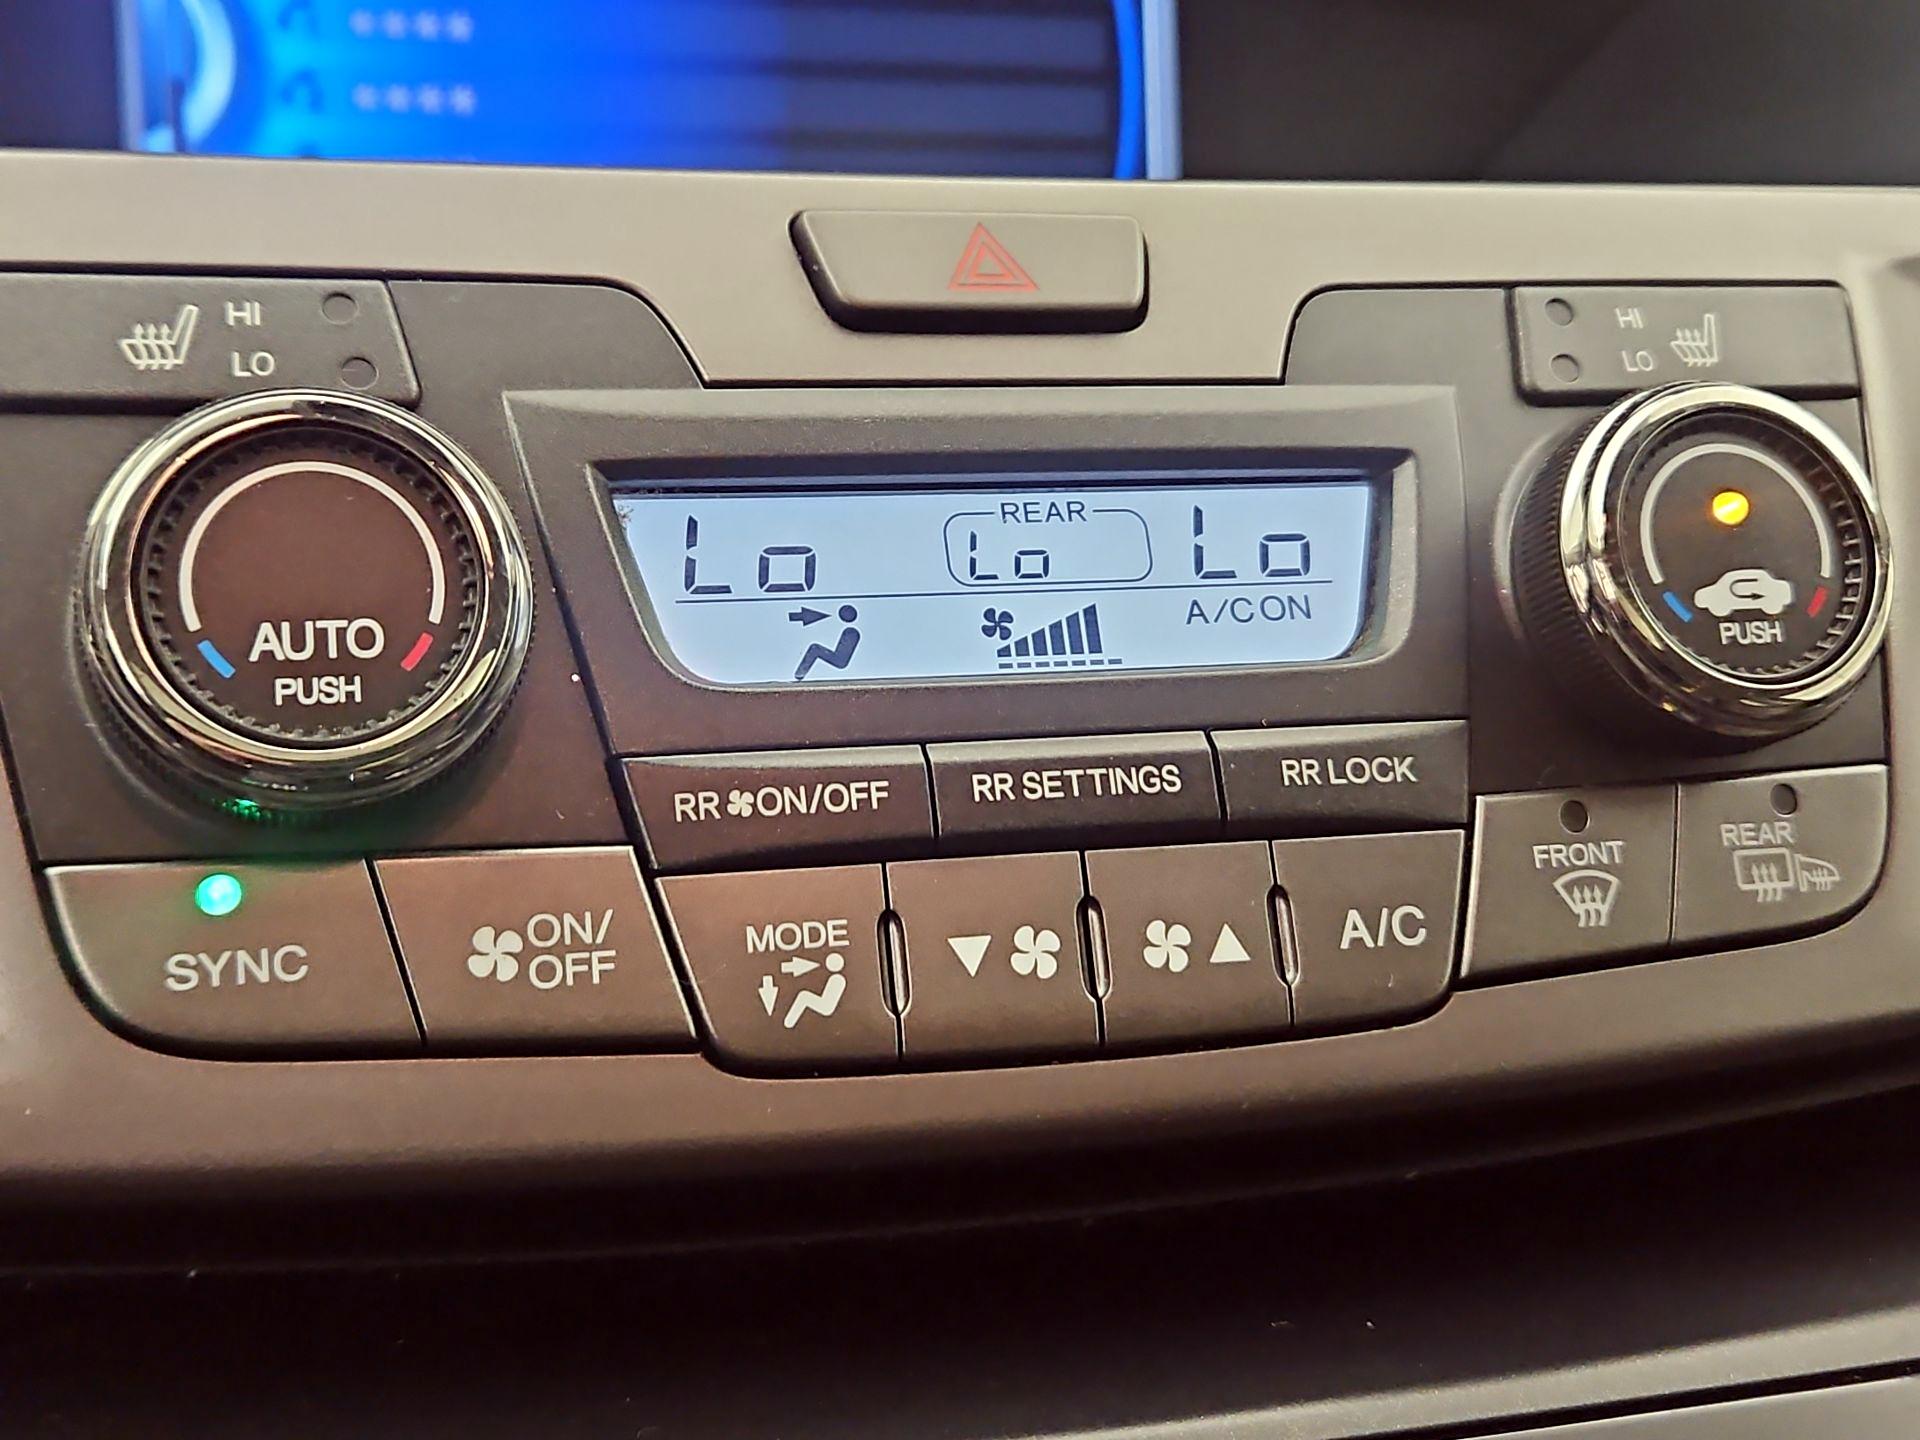 HI
LO
HI
LO
REAR
Lo
Lo
Lo
A/C ON
AUTO
PUSH
PUSH
RR ON/OFF
RR SETTINGS
RR LOCK
SYNC
ON/
OFF
MODE
A/C
FRONT
REAR